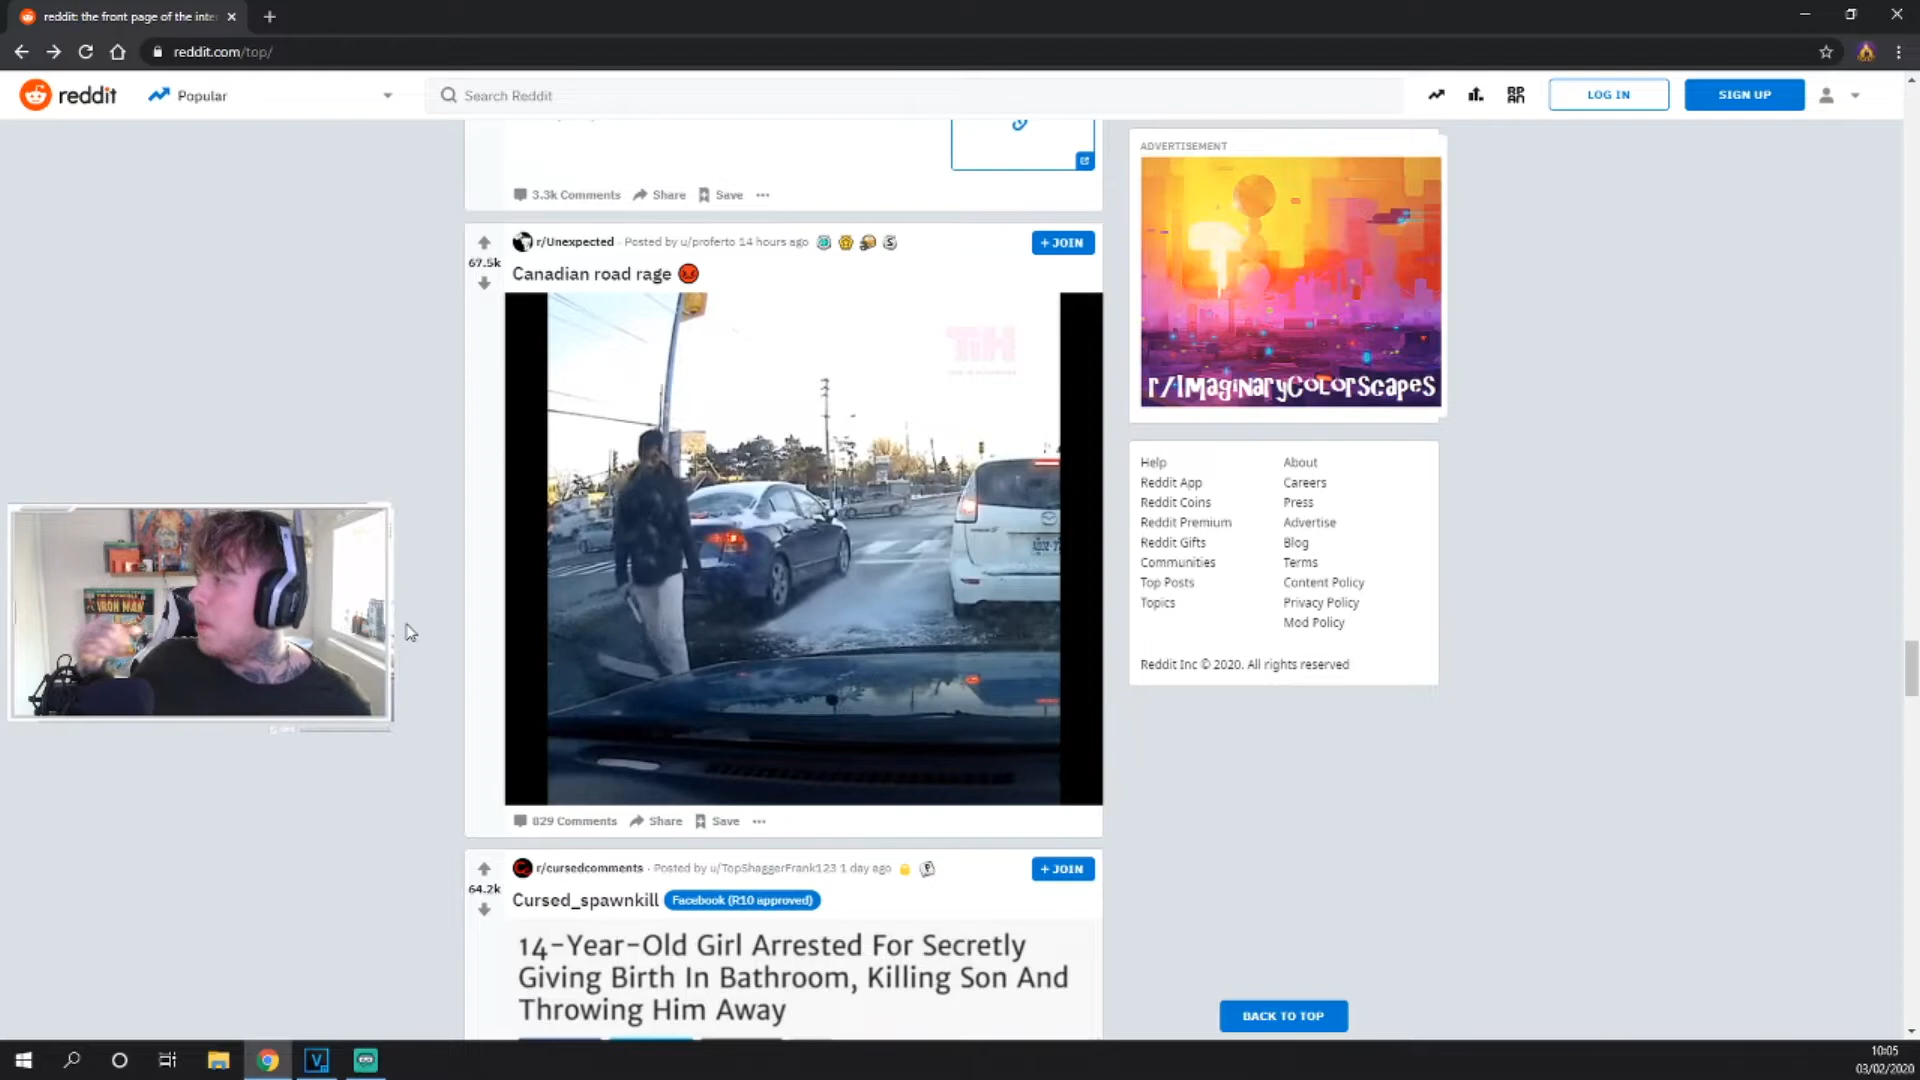 reddit: the front page of the inte
reddit.com/top/
reddit
Popular
Search Reddit
LOG IN
SIGN UP
3.3k Comments
Share
Save
ADVERTISEMENT
r/ImaginaryColorScapes
r/Unexpected · Posted by u/proferto 14 hours ago
+ JOIN
67.5k
Canadian road rage
TiH
IRON MAN
829 Comments
Share
Save
Help
About
Reddit App
Careers
Reddit Coins
Press
Reddit Premium
Advertise
Reddit Gifts
Blog
Communities
Terms
Top Posts
Content Policy
Topics
Privacy Policy
Mod Policy
Reddit Inc © 2020. All rights reserved
r/cursedcomments · Posted by u/TopShaggerFrank123 1 day ago
+ JOIN
64.2k
Cursed_spawnkill
Facebook (R10 approved)
14-Year-Old Girl Arrested For Secretly
Giving Birth In Bathroom, Killing Son And
Throwing Him Away
BACK TO TOP
10:05
03/02/2020